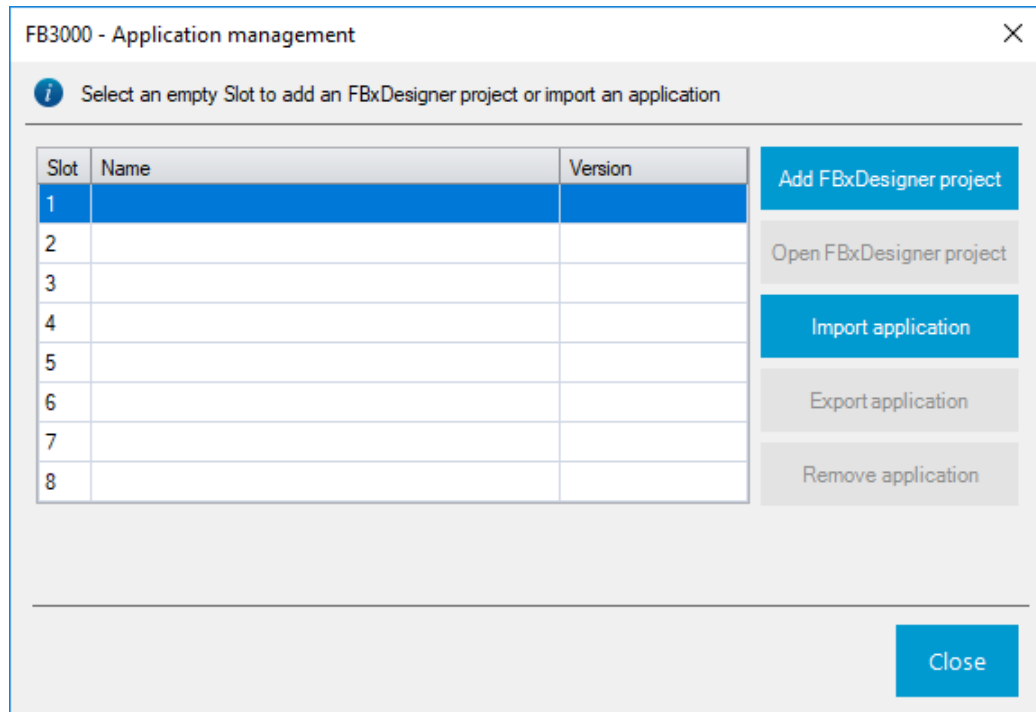 FB3000 - Application management
Select an empty Slot to add an FBxDesigner project or import an application
Slot Name Version
1
2
3
4
5
6
7
8
Add FBxDesigner project
Open FBxDesigner project
Import application
Export application
Remove application
Close